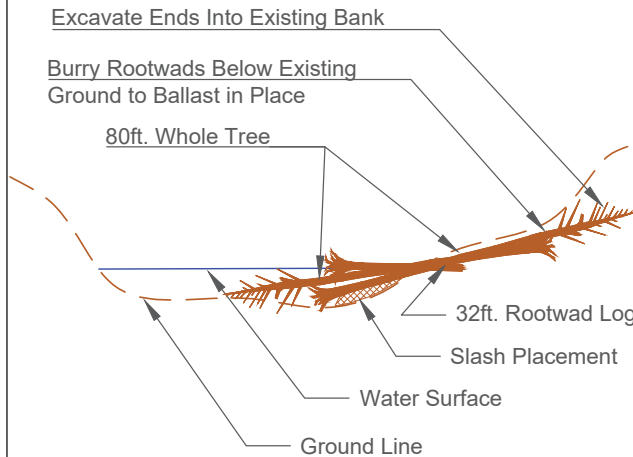 Excavate Ends Into Existing Bank
Burry Rootwads Below Existing
Ground to Ballast in Place
80ft. Whole Tree
32ft. Rootwad Log
Slash Placement
Water Surface
Ground Line